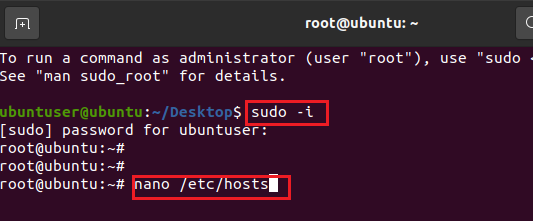 root@ubuntu: ~
To run a command as administrator (user "root"), use "sudo <
See "man sudo_root" for details.
ubuntuser@ubuntu:~/Desktop$ sudo -i
[sudo] password for ubuntuser:
root@ubuntu:~#
root@ubuntu:~#
root@ubuntu:~# nano /etc/hosts